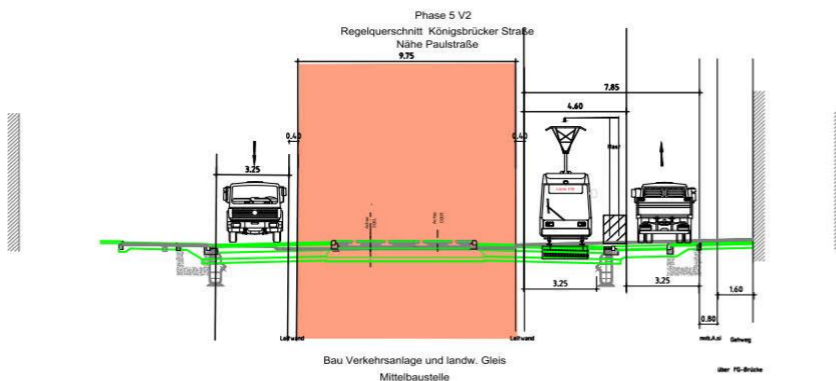 Phase 5 V2
Regelquerschnitt Königsbrücker Straße
Nähe Paulstraße
9.75
7.85
4.60
0.40
0.40
Mast
3.25
3.25
3.25
1.60
0.80
Leitwand
Leitwand
Gehweg
über FG-Brücke
Bau Verkehrsanlage und landw. Gleis
Mittelbaustelle